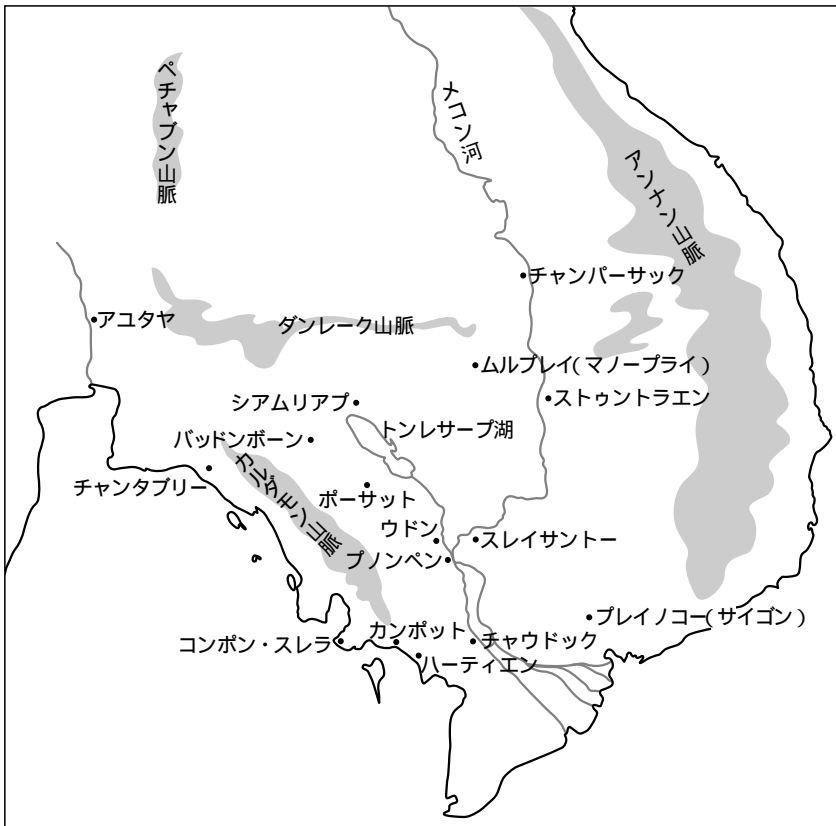 ペチャブン山脈
メコン河
アンナン山脈
チャンパーサック
アユタヤ
ダンレーク山脈
ムルプレイ(マノープライ)
シアムリアプ
ストゥントラエン
トンレサープ湖
バッドンボーン
チャンタブリー
カルダモン山脈
ポーサット
ウドン
スレイサントー
プノンペン
プレイノコー(サイゴン)
コンポン・スレラ
カンポット
チャウドック
ハーティエン